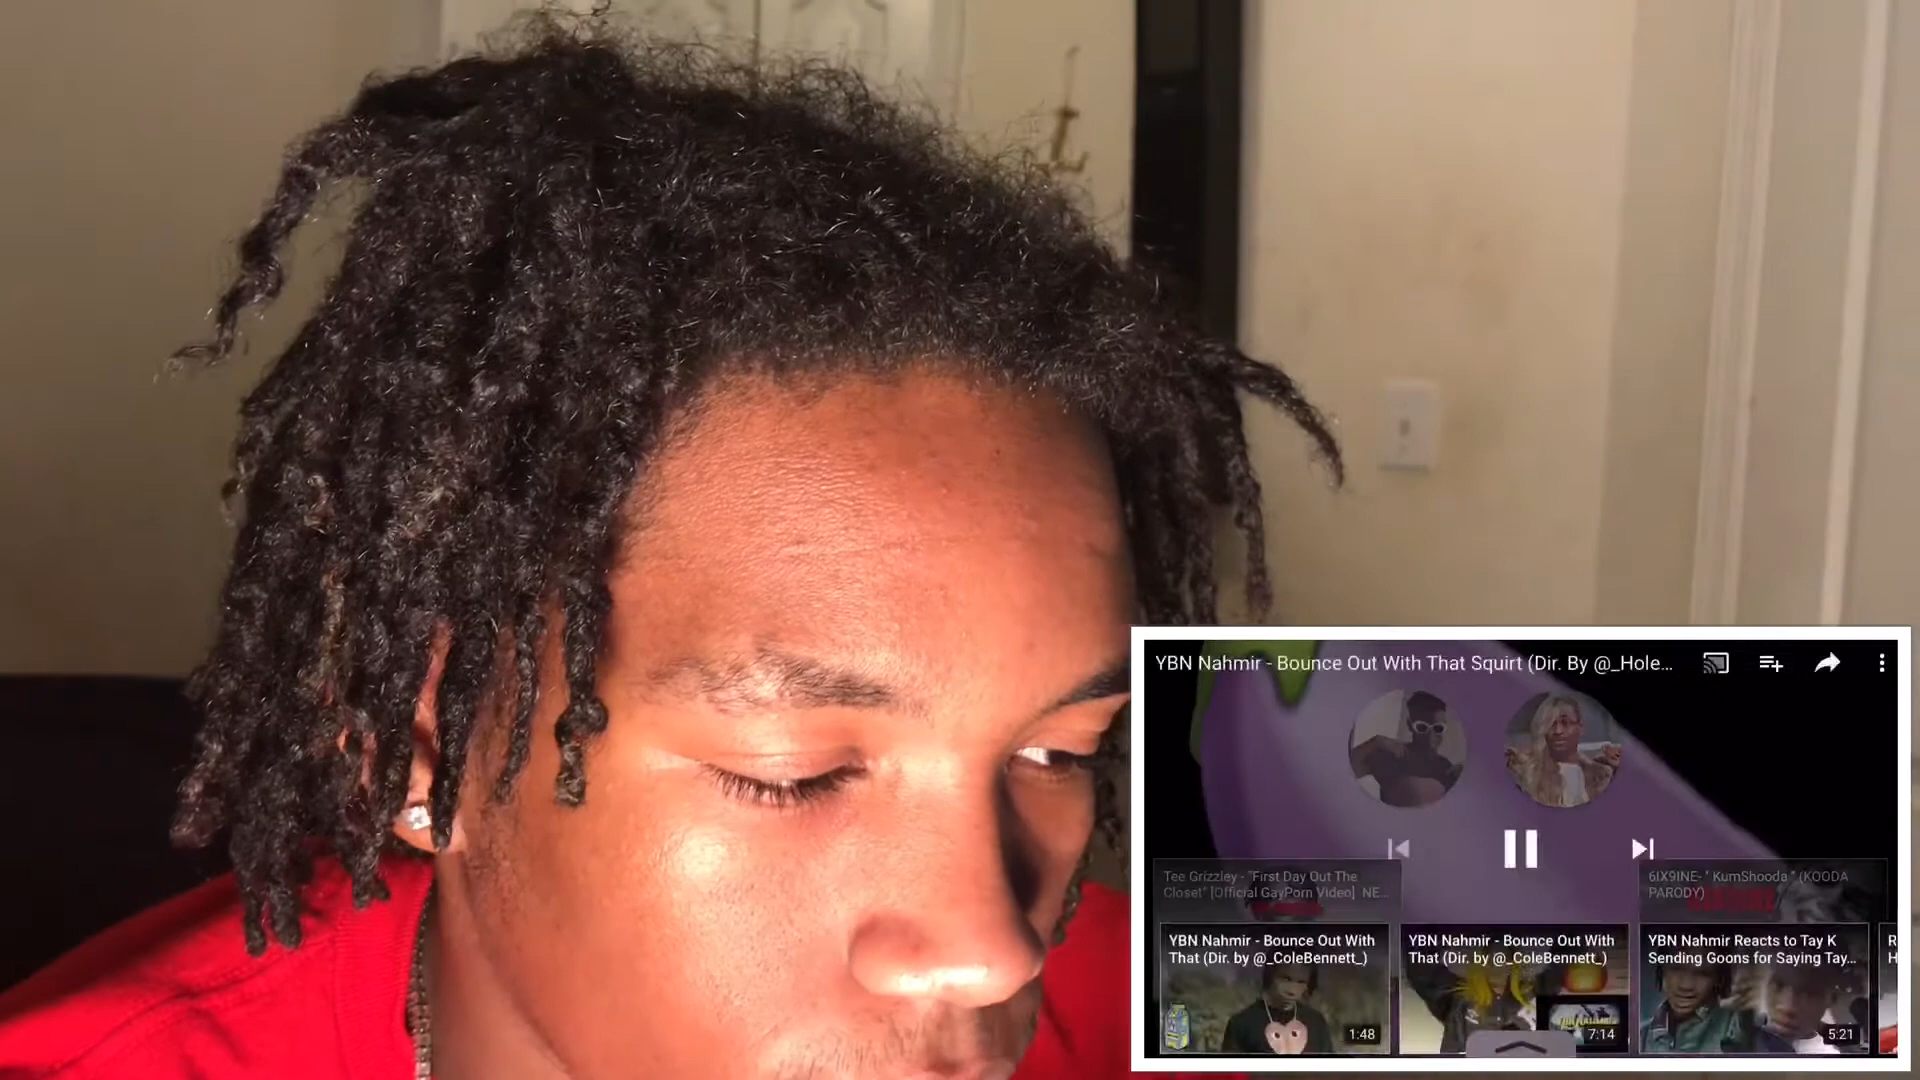 YBN Nahmir - Bounce Out With That Squirt (Dir. By @_Hole...
Tee Grizzley - "First Day Out The
Closet" [Official GayPorn Video] NE...
6IX9INE- " KumShooda " (KOODA
PARODY)
YBN Nahmir - Bounce Out With
That (Dir. by @_ColeBennett_)
1:48
YBN Nahmir - Bounce Out With
That (Dir. by @_ColeBennett_)
7:14
YBN Nahmir Reacts to Tay K
Sending Goons for Saying Tay...
5:21
R
H